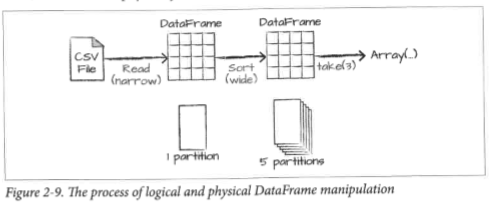 DataFrame
DataFrame
CSV
File
Read
(narrow)
Sort
(wide)
take(3)
Array(..)
1 partition
5 partitions
Figure 2-9. The process of logical and physical DataFrame manipulation